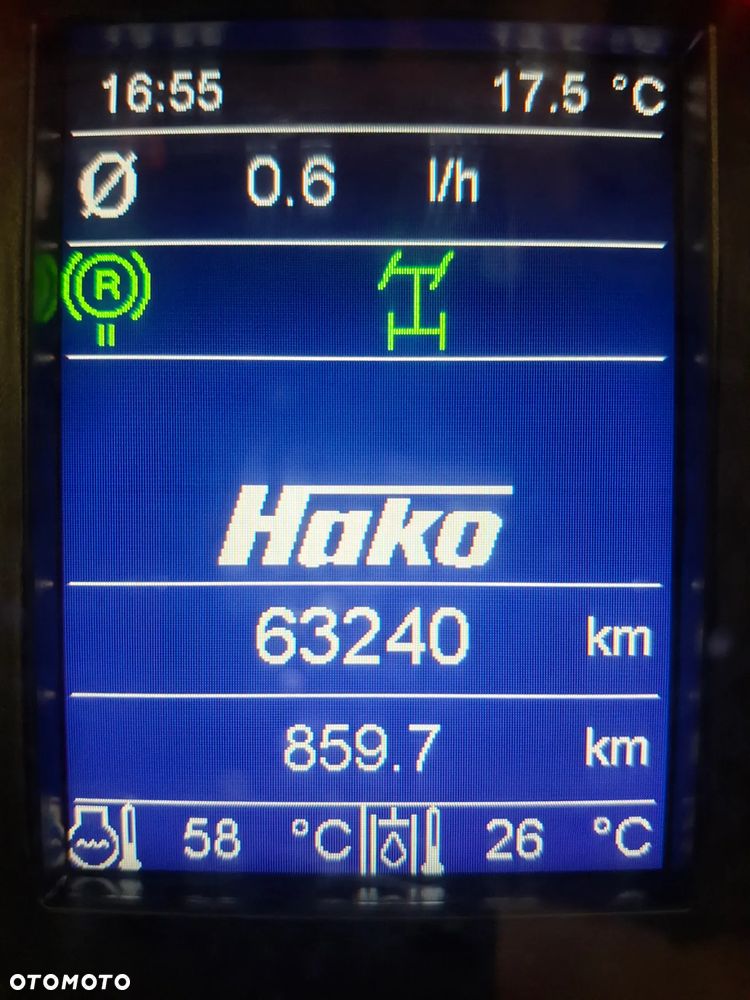 16:55 17.5 °C
Ø 0.6 l/h
R
Hako
63240 km
859.7 km
58 °C 26 °C
OTOMOTO